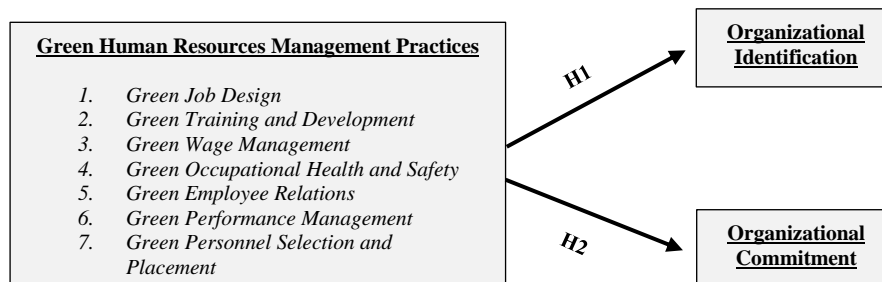 Green Human Resources Management Practices
1. Green Job Design
2. Green Training and Development
3. Green Wage Management
4. Green Occupational Health and Safety
5. Green Employee Relations
6. Green Performance Management
7. Green Personnel Selection and
Placement
H1
H2
Organizational
Identification
Organizational
Commitment